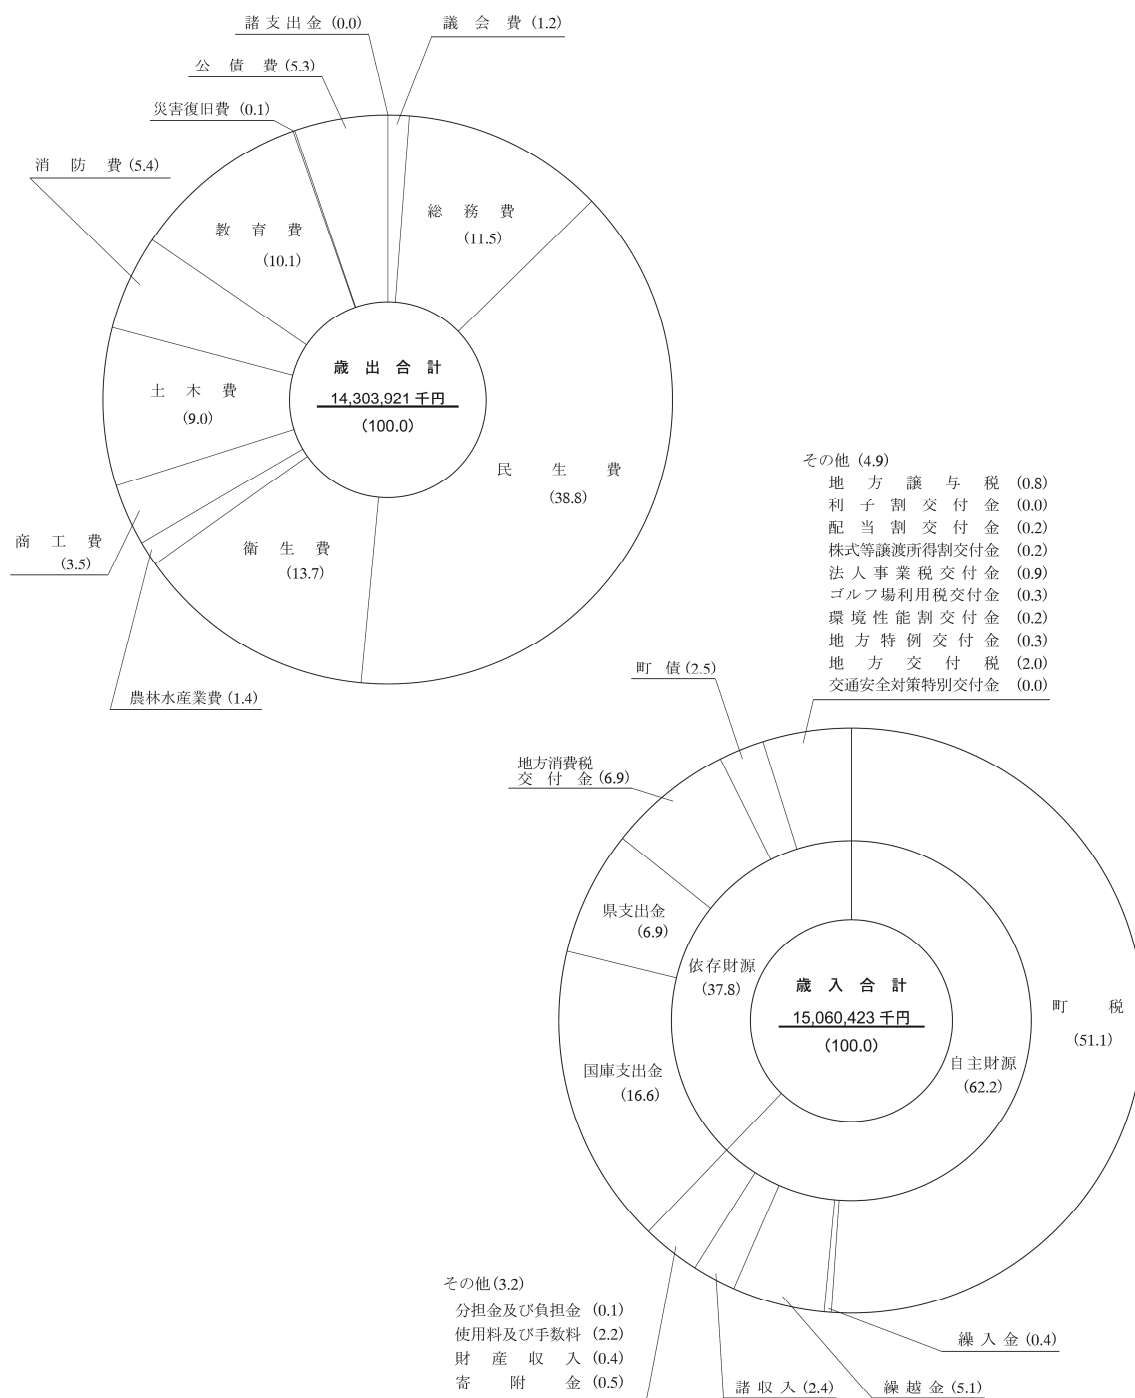 諸支出金 (0.0)
議会費 (1.2)
公債費 (5.3)
災害復旧費 (0.1)
消防費 (5.4)
教育費
(10.1)
総務費
(11.5)
歳出合計
14,303,921 千円
(100.0)
土木費
(9.0)
民生費
(38.8)
商工費
(3.5)
衛生費
(13.7)
農林水産業費 (1.4)
その他 (4.9)
地方譲与税 (0.8)
利子割交付金 (0.0)
配当割交付金 (0.2)
株式等譲渡所得割交付金 (0.2)
法人事業税交付金 (0.9)
ゴルフ場利用税交付金 (0.3)
環境性能割交付金 (0.2)
地方特例交付金 (0.3)
地方交付税 (2.0)
交通安全対策特別交付金 (0.0)
町債 (2.5)
地方消費税
交付金 (6.9)
県支出金
(6.9)
依存財源
(37.8)
歳入合計
15,060,423 千円
(100.0)
町税
(51.1)
自主財源
(62.2)
国庫支出金
(16.6)
その他 (3.2)
分担金及び負担金 (0.1)
使用料及び手数料 (2.2)
財産収入 (0.4)
寄附金 (0.5)
繰入金 (0.4)
諸収入 (2.4)
繰越金 (5.1)